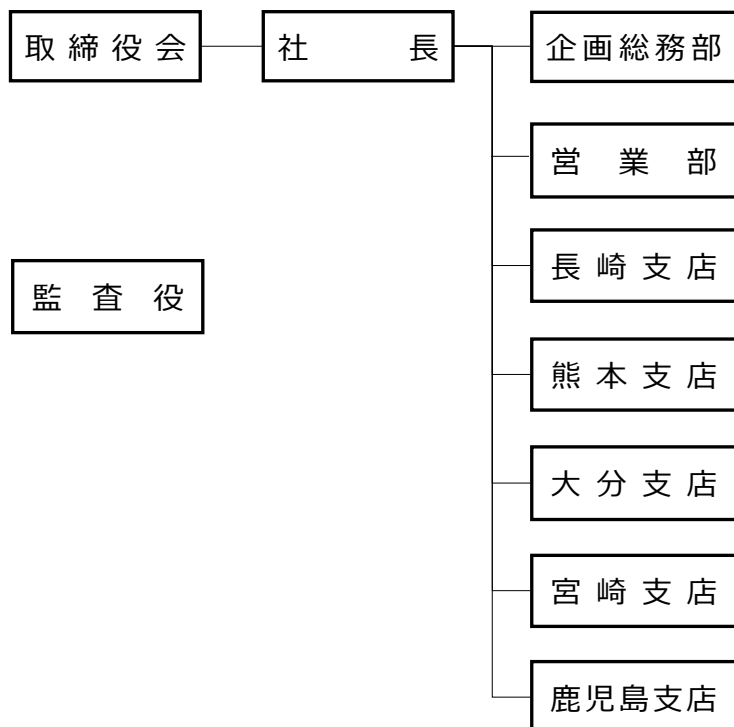 取締役会
社長
企画総務部
営業部
長崎支店
監査役
熊本支店
大分支店
宮崎支店
鹿児島支店